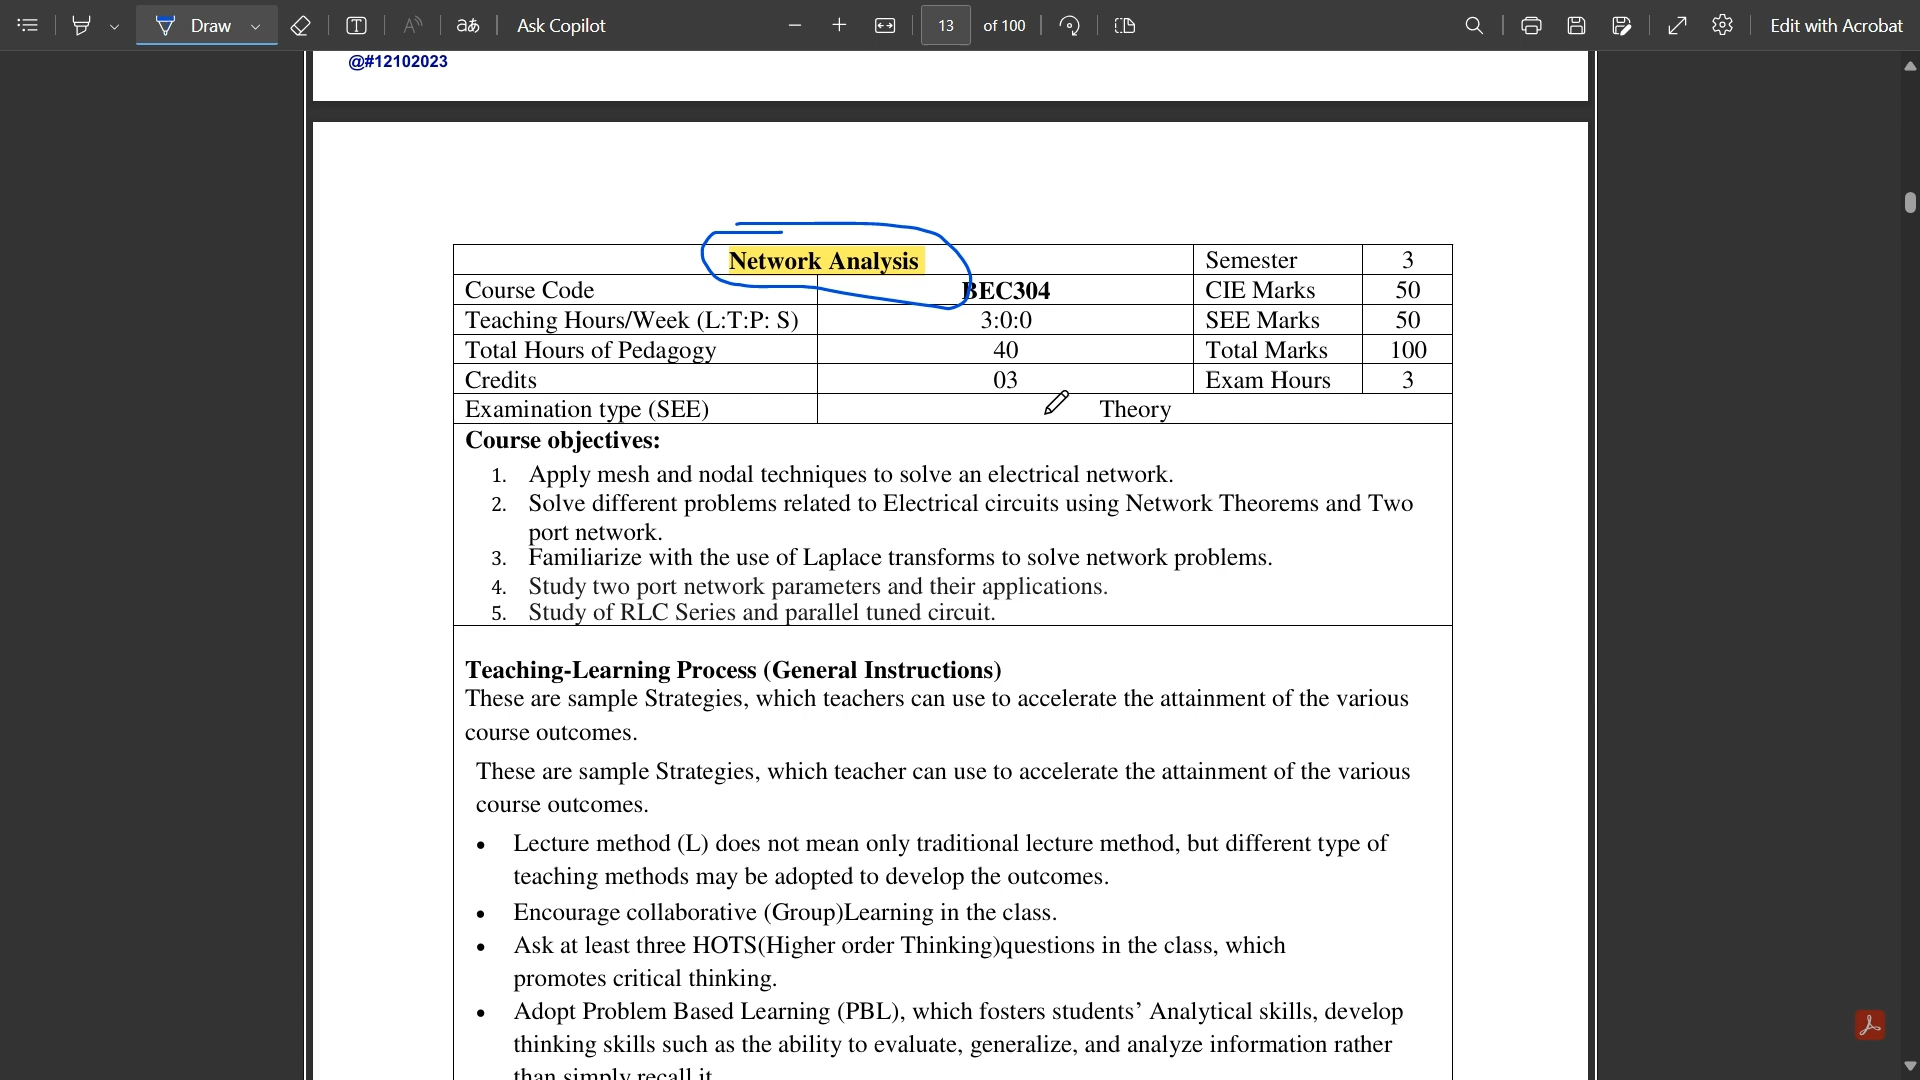 Draw
Ask Copilot
13 of 100
Edit with Acrobat
@#12102023
Network Analysis Semester 3
Course Code BEC304 CIE Marks 50
Teaching Hours/Week (L:T:P: S) 3:0:0 SEE Marks 50
Total Hours of Pedagogy 40 Total Marks 100
Credits 03 Exam Hours 3
Examination type (SEE) Theory
Course objectives:
1. Apply mesh and nodal techniques to solve an electrical network.
2. Solve different problems related to Electrical circuits using Network Theorems and Two
port network.
3. Familiarize with the use of Laplace transforms to solve network problems.
4. Study two port network parameters and their applications.
5. Study of RLC Series and parallel tuned circuit.
Teaching-Learning Process (General Instructions)
These are sample Strategies, which teachers can use to accelerate the attainment of the various
course outcomes.
These are sample Strategies, which teacher can use to accelerate the attainment of the various
course outcomes.
• Lecture method (L) does not mean only traditional lecture method, but different type of
teaching methods may be adopted to develop the outcomes.
• Encourage collaborative (Group)Learning in the class.
• Ask at least three HOTS(Higher order Thinking)questions in the class, which
promotes critical thinking.
• Adopt Problem Based Learning (PBL), which fosters students’ Analytical skills, develop
thinking skills such as the ability to evaluate, generalize, and analyze information rather
than simply recall it